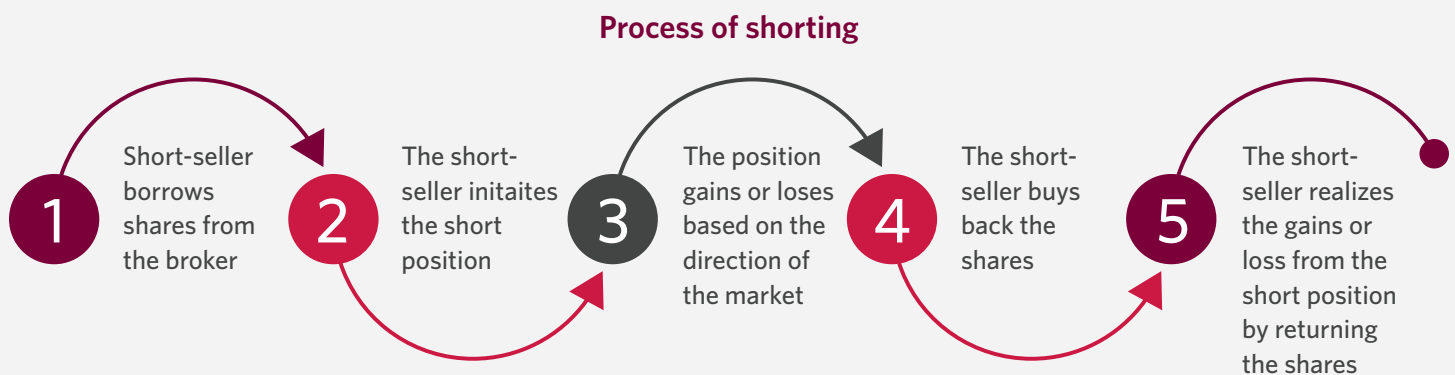 Process of shorting
1
Short-seller
borrows
shares from
the broker
2
The short-
seller initaites
the short
position
3
The position
gains or loses
based on the
direction of
the market
4
The short-
seller buys
back the
shares
5
The short-
seller realizes
the gains or
loss from the
short position
by returning
the shares